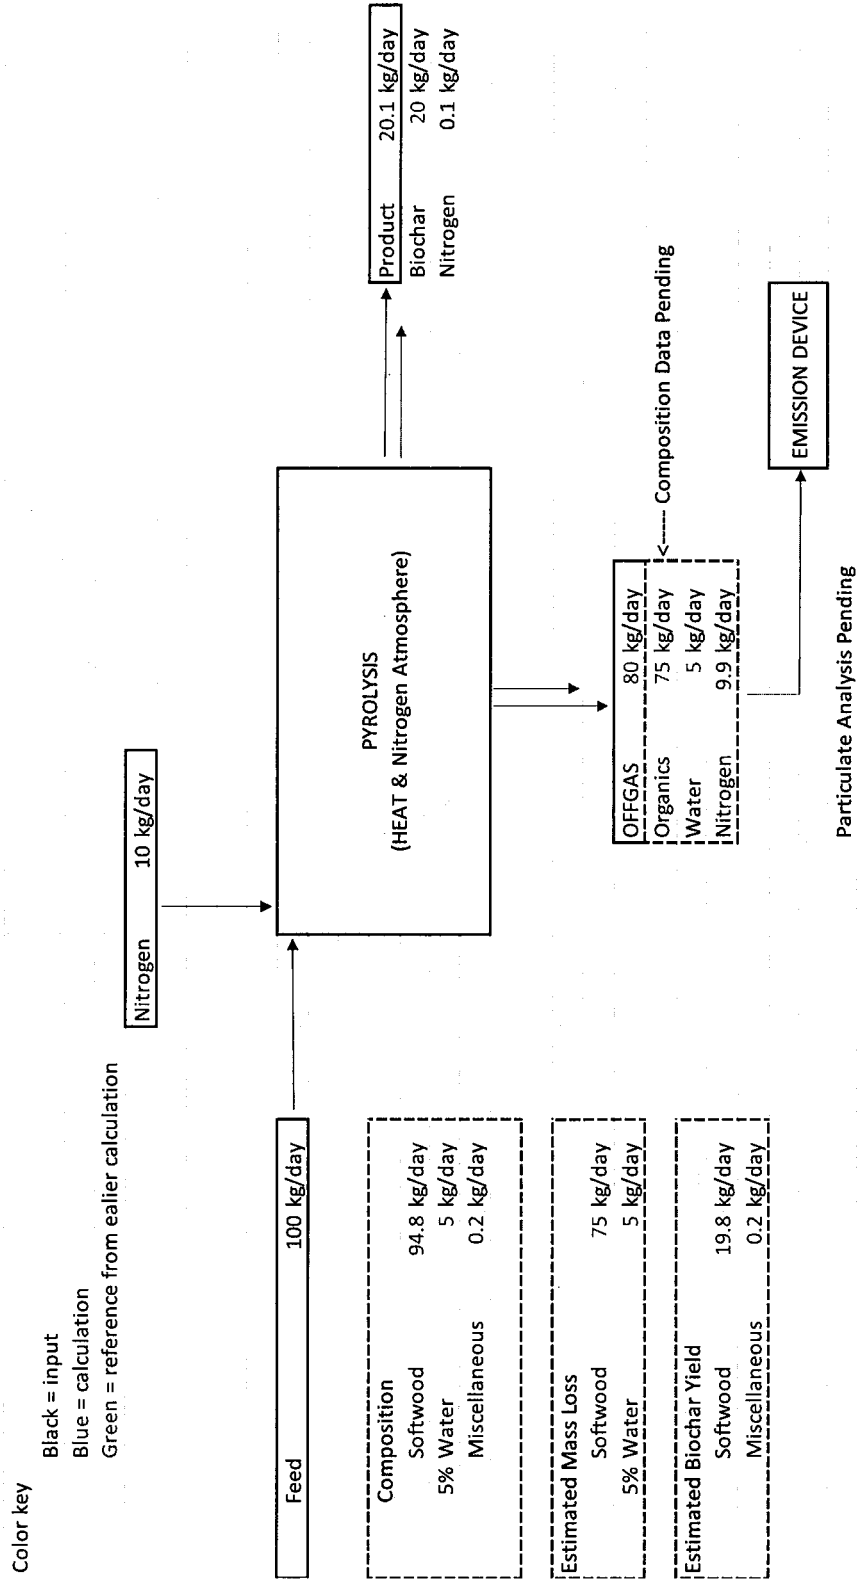 Color key
Black = input
Blue = calculation
Green = reference from ealier calculation
Nitrogen 10 kg/day
Feed 100 kg/day
PYROLYSIS
(HEAT & Nitrogen Atmosphere)
Product 20.1 kg/day
Biochar 20 kg/day
Nitrogen 0.1 kg/day
Composition
Softwood 94.8 kg/day
5% Water 5 kg/day
Miscellaneous 0.2 kg/day
Estimated Mass Loss
Softwood 75 kg/day
5% Water 5 kg/day
Estimated Biochar Yield
Softwood 19.8 kg/day
Miscellaneous 0.2 kg/day
OFFGAS 80 kg/day
Organics 75 kg/day <----- Composition Data Pending
Water 5 kg/day
Nitrogen 9.9 kg/day
EMISSION DEVICE
Particulate Analysis Pending